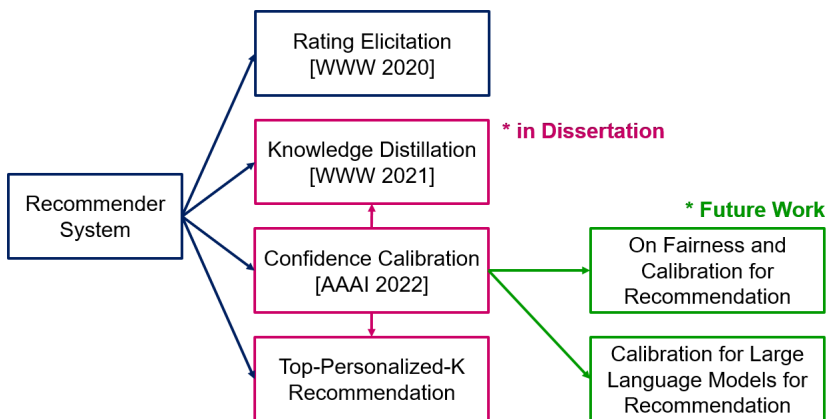 Rating Elicitation
[WWW 2020]
* in Dissertation
Knowledge Distillation
[WWW 2021]
Recommender
System
* Future Work
Confidence Calibration
[AAAI 2022]
On Fairness and
Calibration for
Recommendation
Top-Personalized-K
Recommendation
Calibration for Large
Language Models for
Recommendation